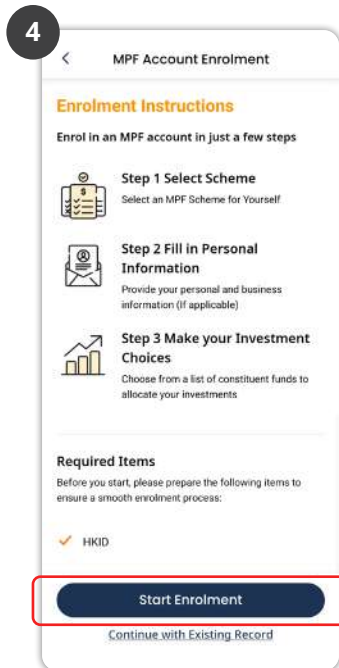 4
MPF Account Enrolment
Enrolment Instructions
Enrol in an MPF account in just a few steps
Step 1 Select Scheme
Select an MPF Scheme for Yourself
Step 2 Fill in Personal
Information
Provide your personal and business
information (If applicable)
Step 3 Make your Investment
Choices
Choose from a list of constituent funds to
allocate your investments
Required Items
Before you start, please prepare the following items to
ensure a smooth enrolment process:
HKID
Start Enrolment
Continue with Existing Record